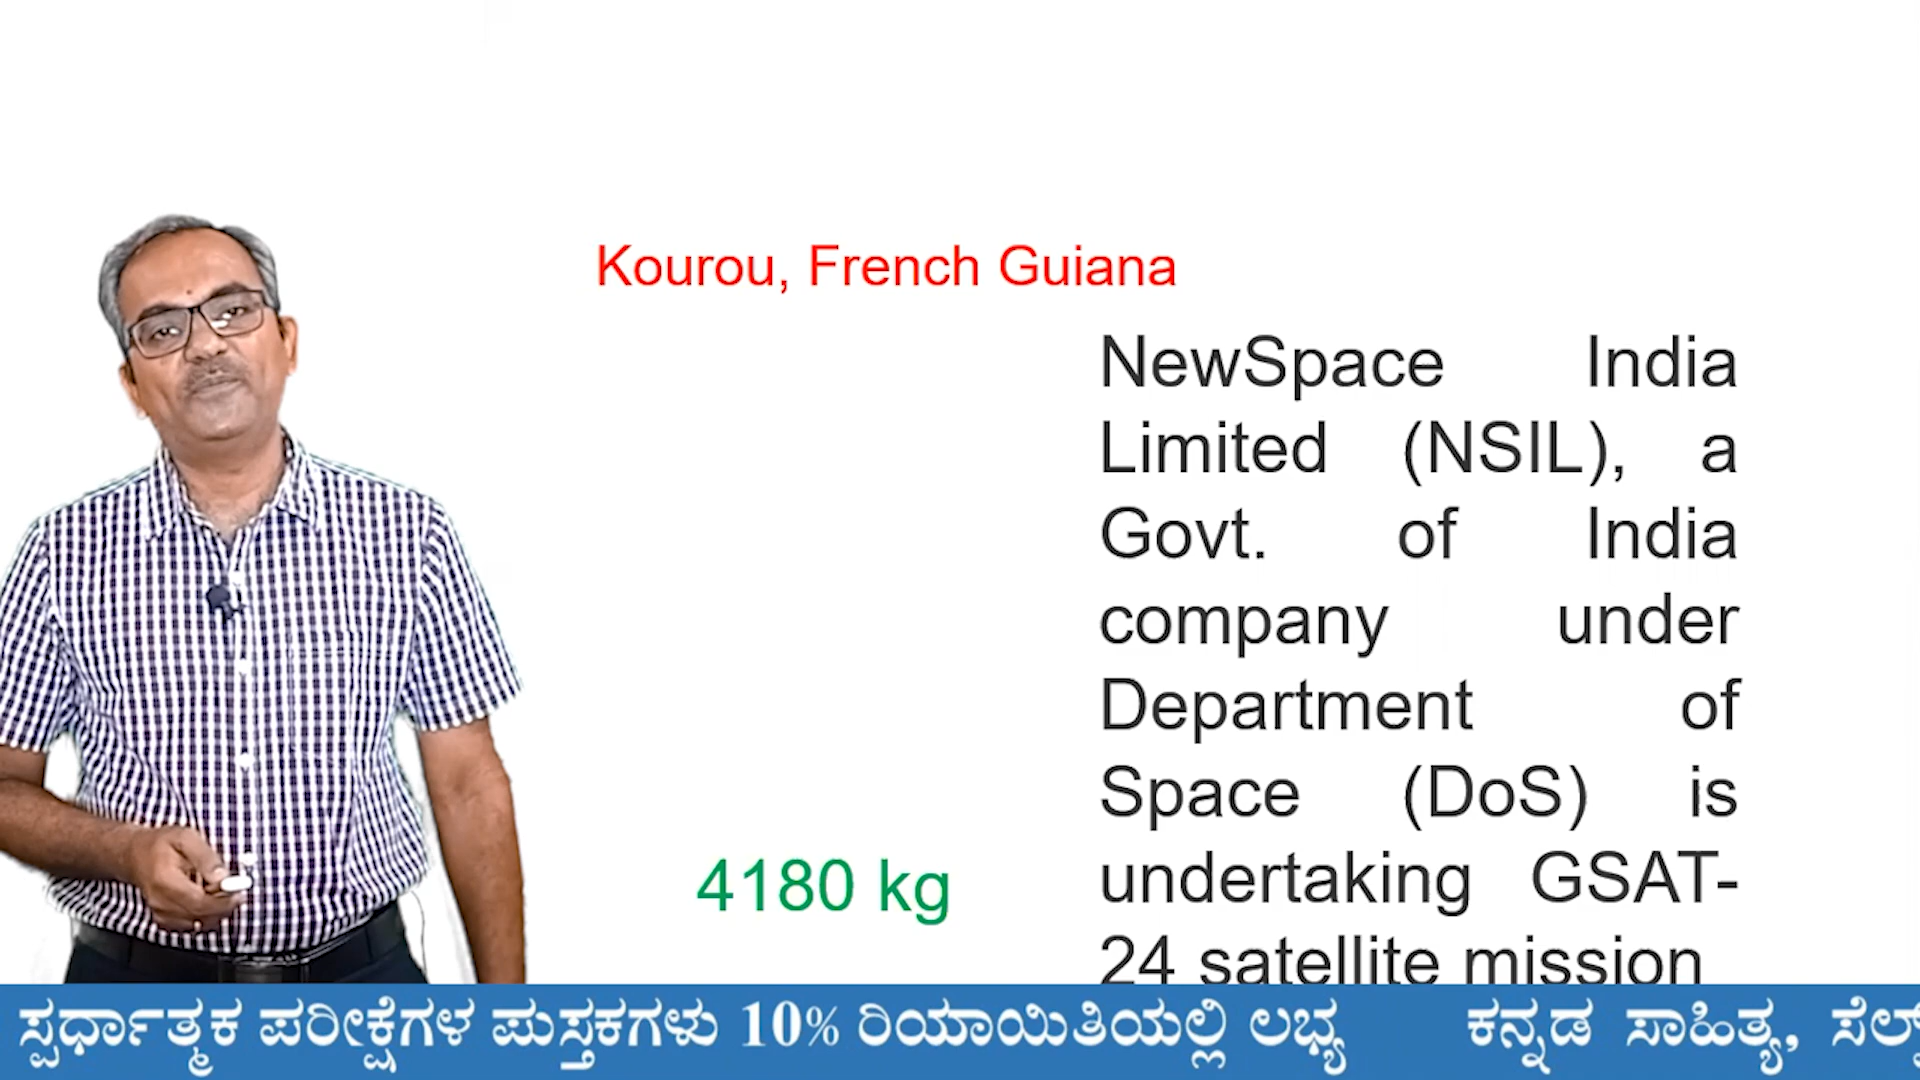 Kourou, French Guiana
NewSpace India
Limited (NSIL), a
Govt. of India
company under
Department of
Space (DoS) is
undertaking GSAT-
24 satellite mission
4180 kg
ಸ್ಪರ್ಧಾತ್ಮಕ ಪರೀಕ್ಷೆಗಳ ಪುಸ್ತಕಗಳು 10% ರಿಯಾಯಿತಿಯಲ್ಲಿ ಲಭ್ಯ ಕನ್ನಡ ಸಾಹಿತ್ಯ,